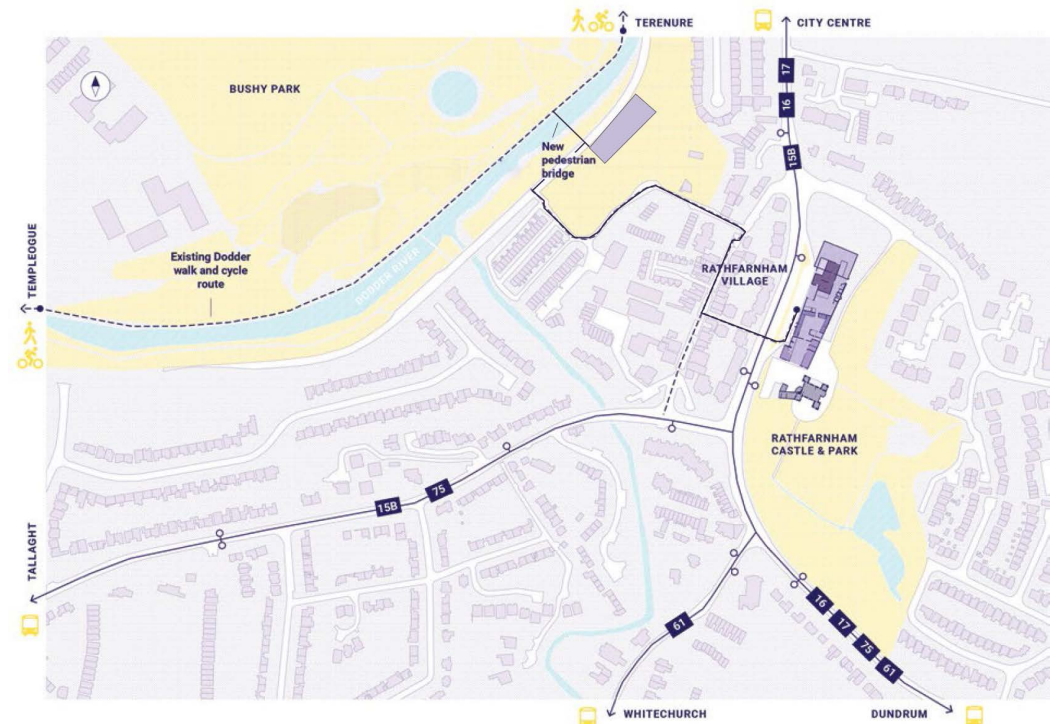 TERENURE
CITY CENTRE
BUSHY PARK
17
16
New
pedestrian
bridge
15B
TEMPLEOGUE
Existing Dodder
walk and cycle
route
DODDER RIVER
RATHFARNHAM
VILLAGE
RATHFARNHAM
CASTLE & PARK
75
15B
TALLAGHT
16
17
75
61
61
WHITECHURCH
DUNDRUM